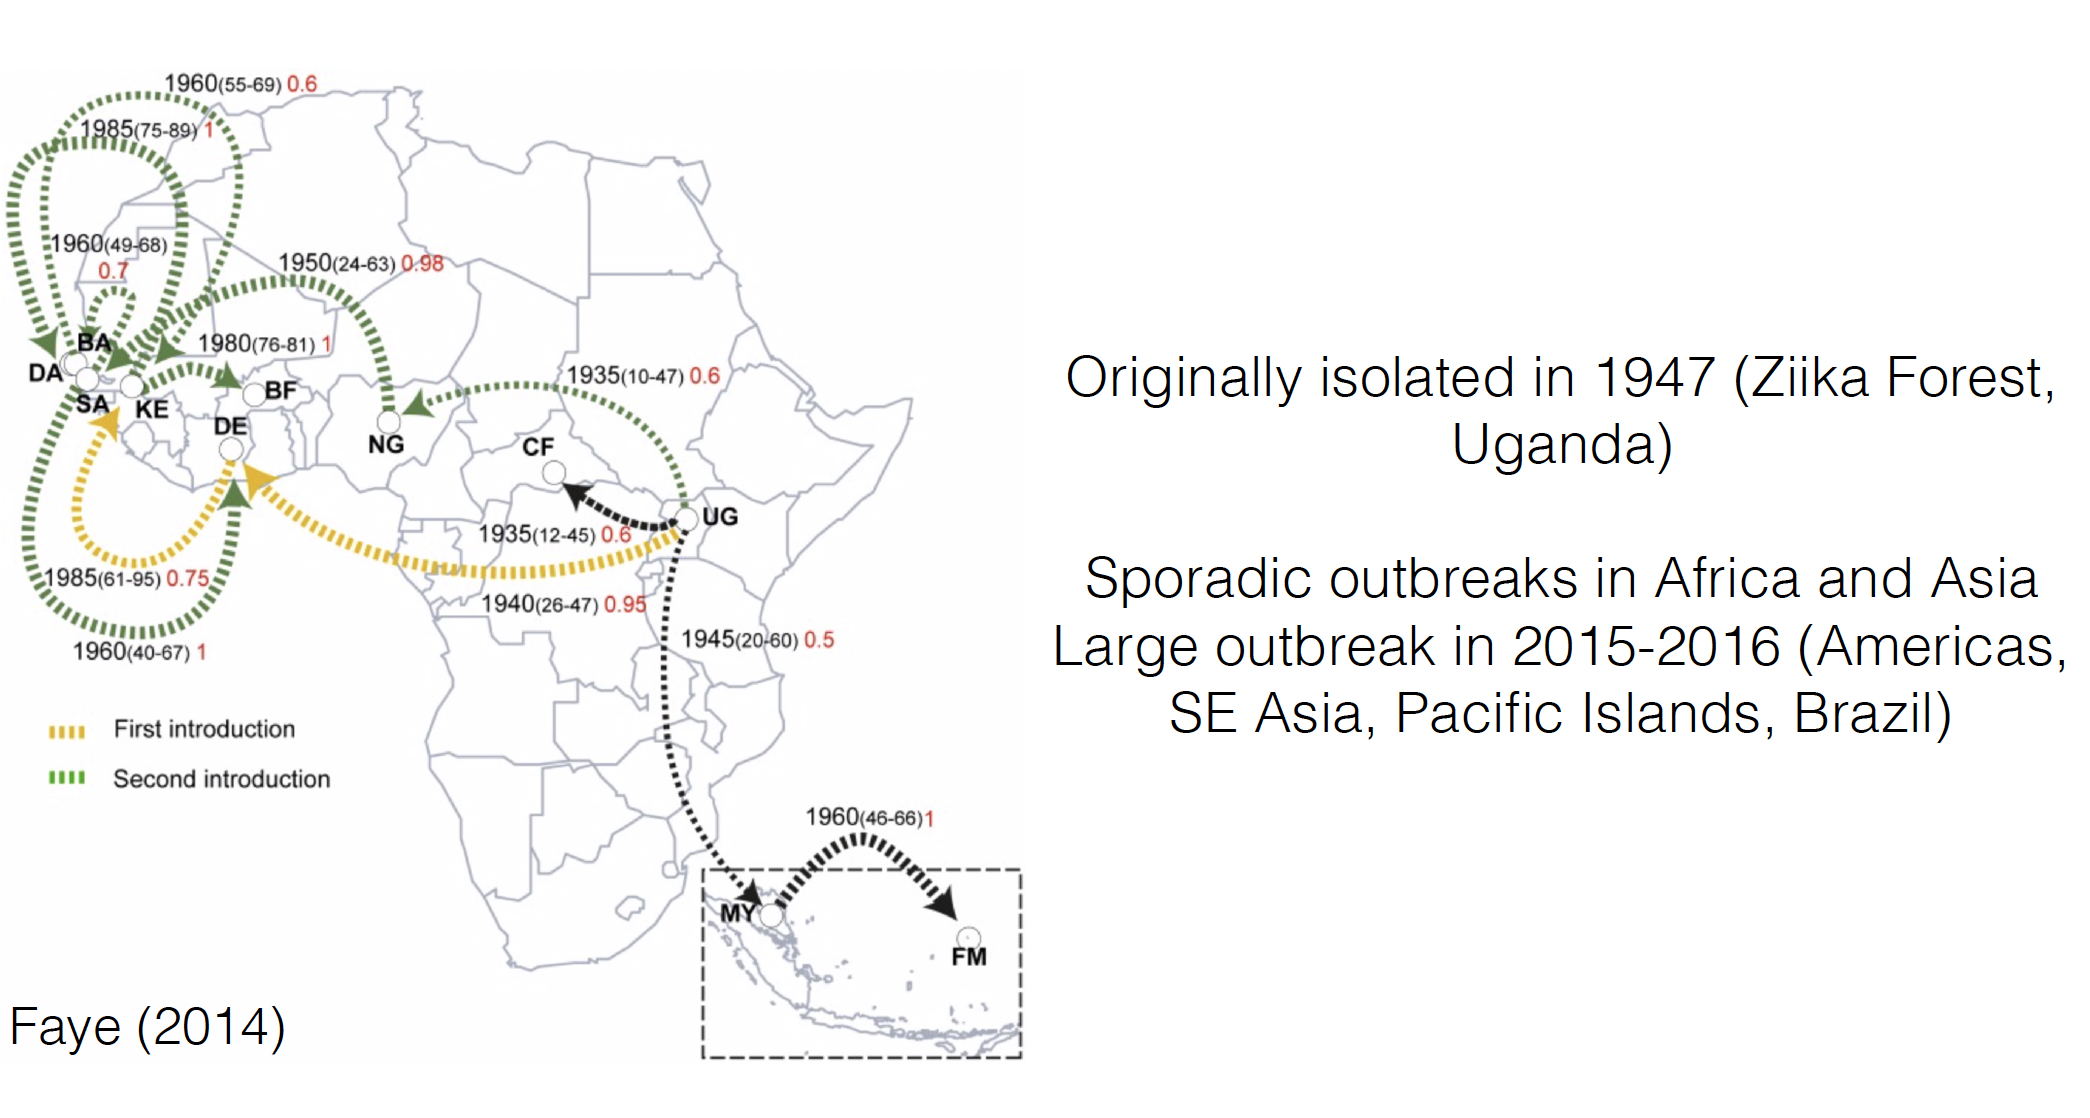 1960(55-69) 0.6
1985(75-89) 1
1960(49-68)
0.7
1950(24-63) 0.98
BA
1980(76-81) 1
DA
1935(10-47) 0.6
BF
SA
KE
DE
NG
CF
UG
1935(12-45) 0.6
1985(61-95) 0.75
1940(26-47) 0.95
1945(20-60) 0.5
1960(40-67) 1
First introduction
Second introduction
1960(46-66)1
MY
FM
Faye (2014)
Originally isolated in 1947 (Ziika Forest,
Uganda)
Sporadic outbreaks in Africa and Asia
Large outbreak in 2015-2016 (Americas,
SE Asia, Pacific Islands, Brazil)